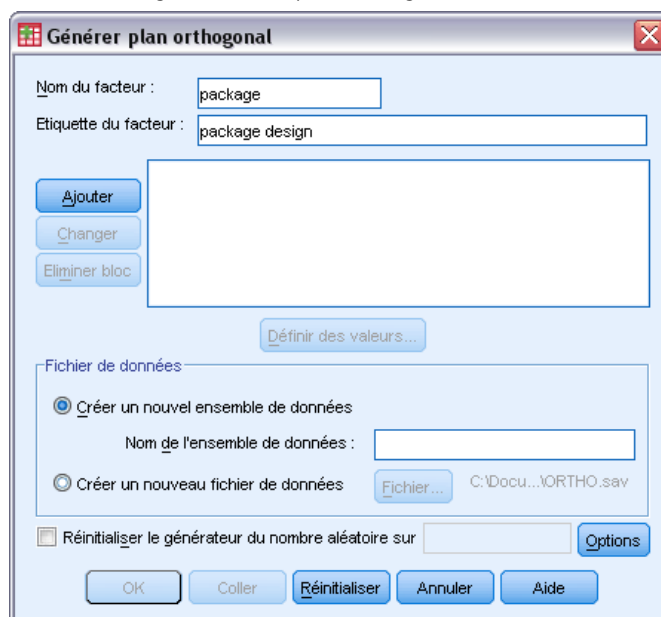 Générer plan orthogonal
Nom du facteur : package
Etiquette du facteur : package design
Ajouter
Changer
Eliminer bloc
Définir des valeurs...
Fichier de données
Créer un nouvel ensemble de données
Nom de l'ensemble de données :
Créer un nouveau fichier de données Fichier... C:\Docu...\ORTHO.sav
Réinitialiser le générateur du nombre aléatoire sur Options
OK Coller Réinitialiser Annuler Aide